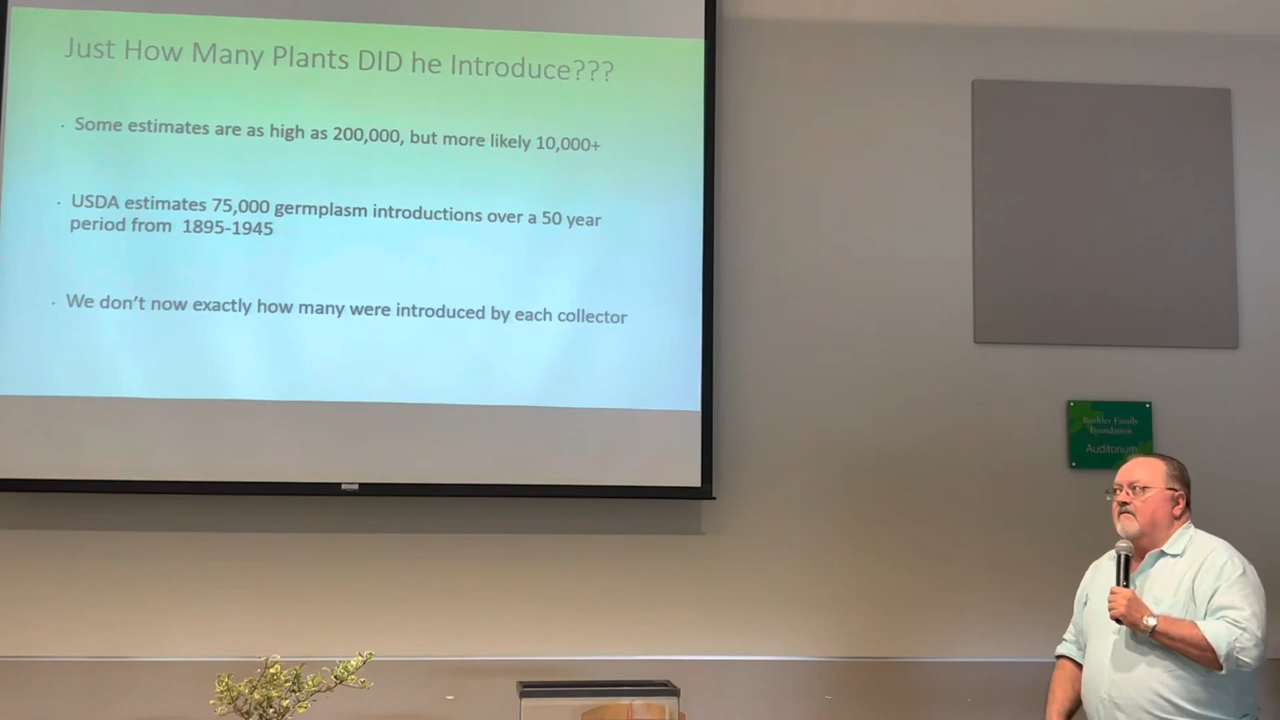 Just How Many Plants DID he Introduce???
· Some estimates are as high as 200,000, but more likely 10,000+
· USDA estimates 75,000 germplasm introductions over a 50 year
period from 1895-1945
· We don't now exactly how many were introduced by each collector
Family
Foundation
Auditorium